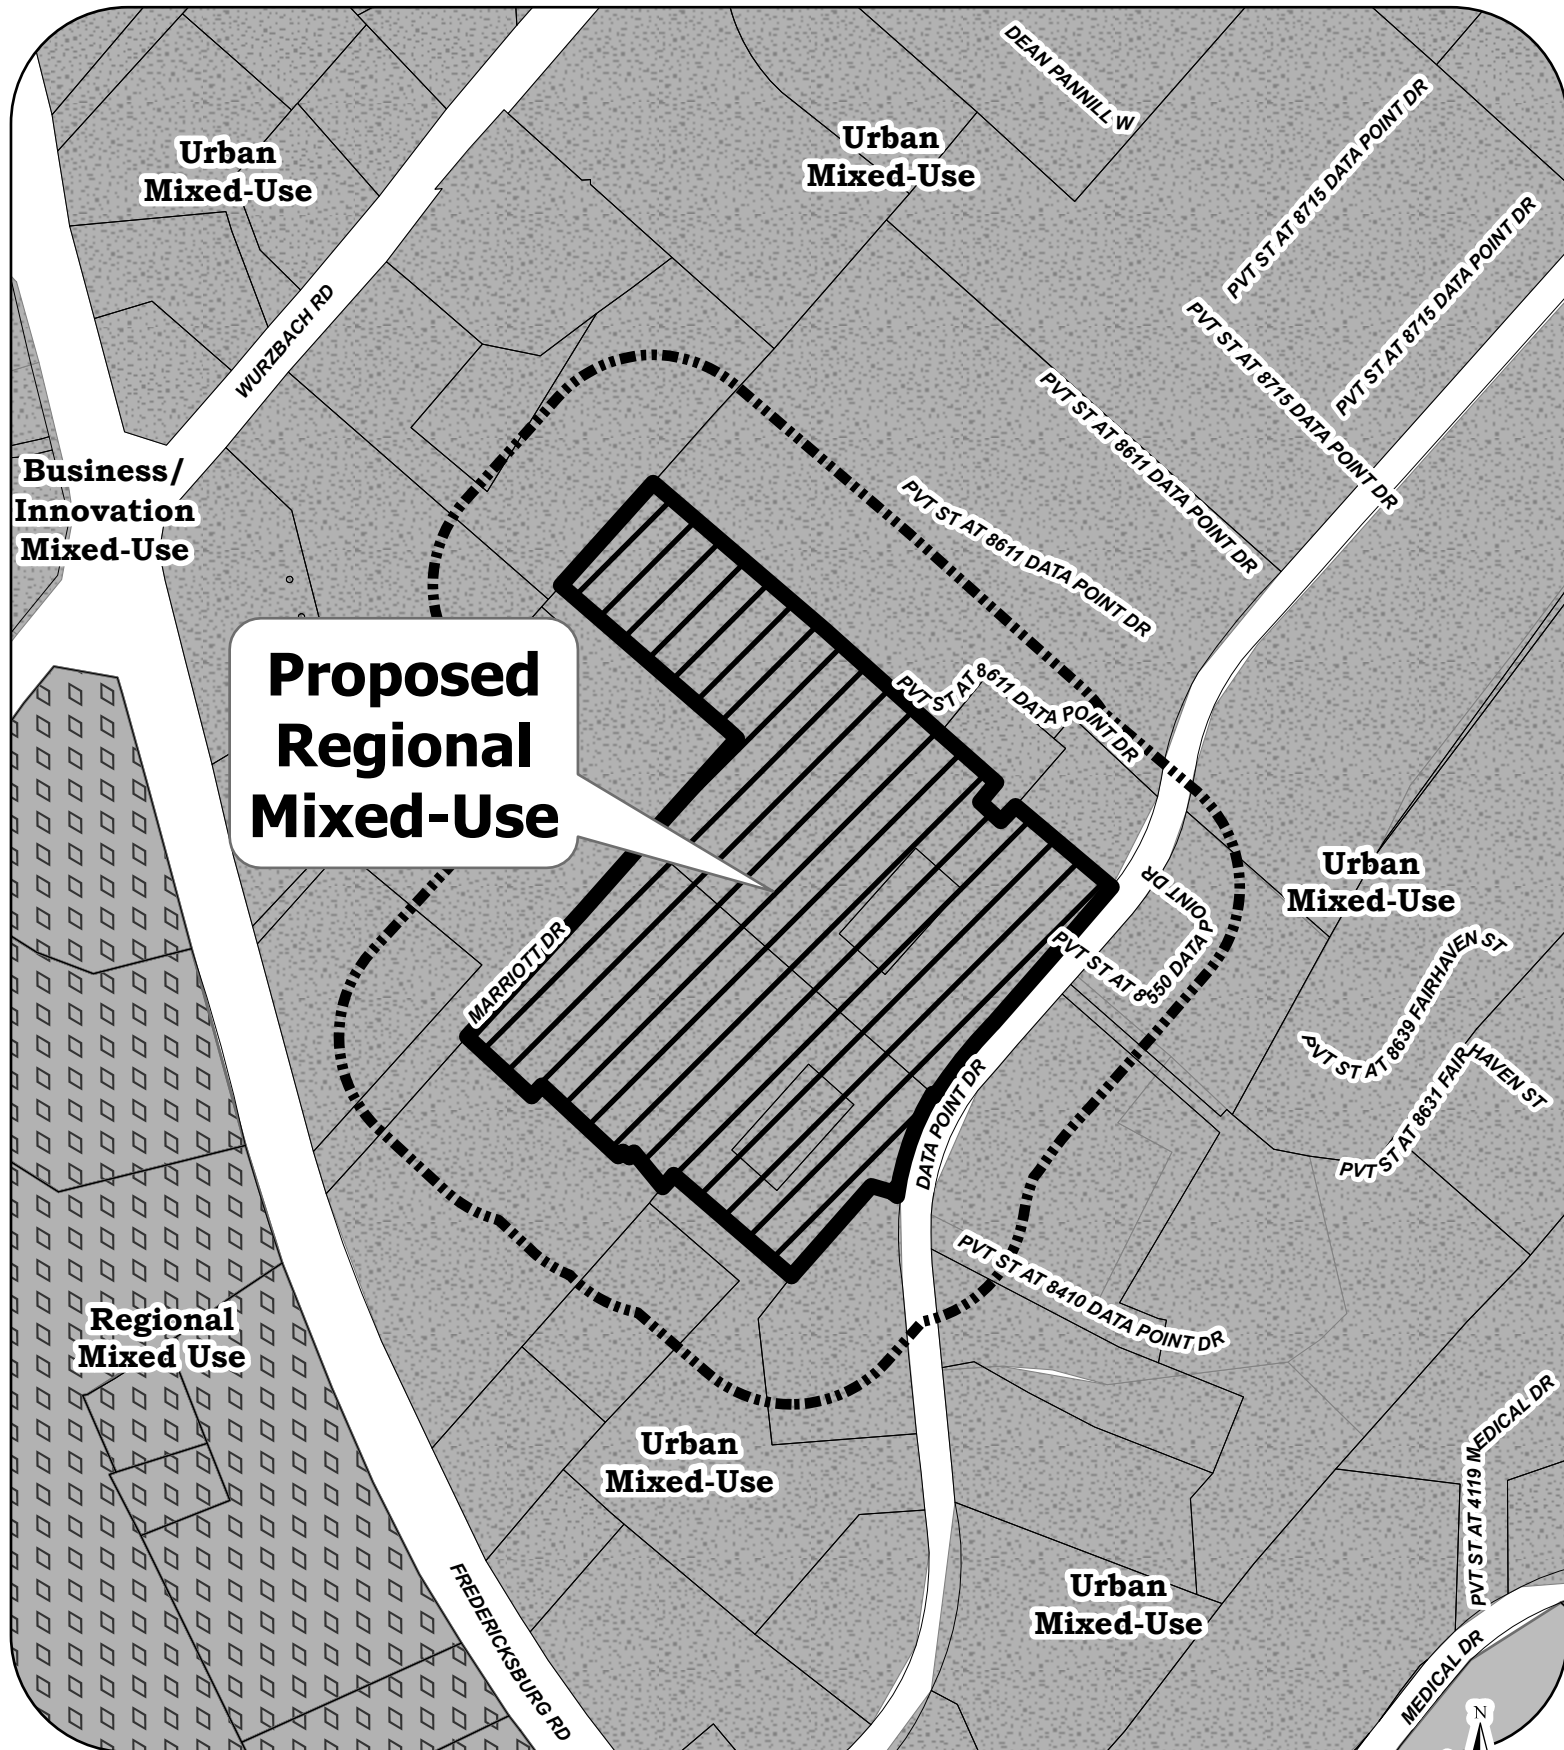 DEAN PANNILL W
Urban
Mixed-Use
Urban
Mixed-Use
PVT ST AT 8715 DATA POINT DR
PVT ST AT 8715 DATA POINT DR
PVT ST AT 8715 DATA POINT DR
WURZBACH RD
PVT ST AT 8611 DATA POINT DR
Business/
Innovation
Mixed-Use
PVT ST AT 8611 DATA POINT DR
Proposed
Regional
Mixed-Use
PVT ST AT 8611 DATA POINT DR
Urban
Mixed-Use
PVT ST AT 8550 DATA POINT DR
MARRIOTT DR
PVT ST AT 8639 FAIRHAVEN ST
PVT ST AT 8631 FAIRHAVEN ST
DATA POINT DR
PVT ST AT 8410 DATA POINT DR
Regional
Mixed Use
Urban
Mixed-Use
PVT ST AT 4119 MEDICAL DR
Urban
Mixed-Use
FREDERICKSBURG RD
MEDICAL DR
N